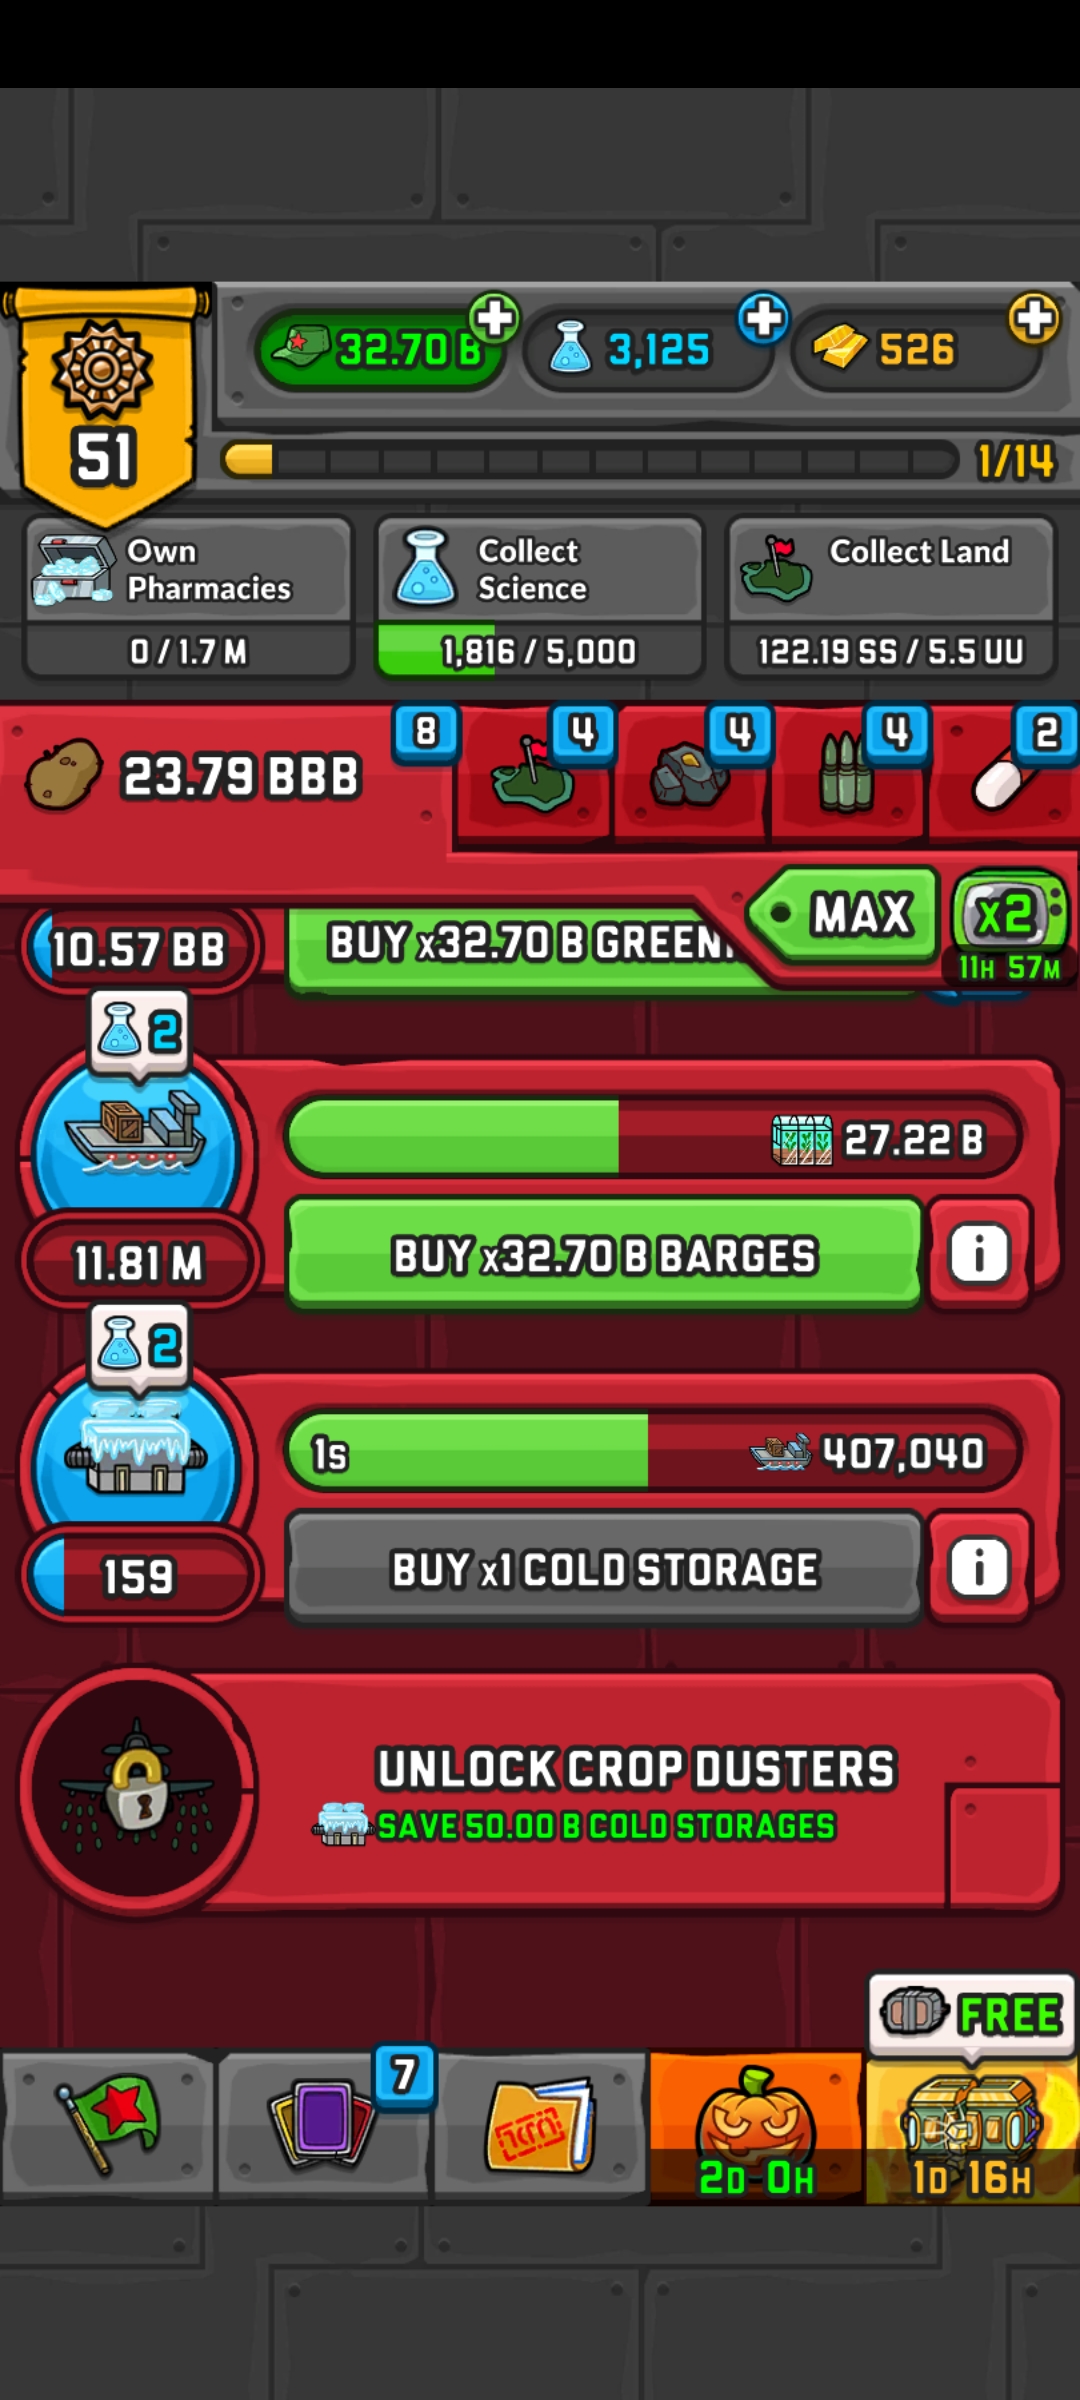 32.70 B
3,125
526
51
1/14
Own
Pharmacies
0 / 1.7 M
Collect
Science
1,816 / 5,000
Collect Land
122.19 SS / 5.5 UU
23.79 BBB
8
4
4
4
2
MAX
x2
11H 57M
10.57 BB
BUY x32.70 B
2
27.22 B
11.81 M
BUY x32.70 B BARGES
i
2
1s
407,040
159
BUY x1 COLD STORAGE
i
UNLOCK CROP DUSTERS
SAVE 50.00 B COLD STORAGES
FREE
7
2D 0H
1D 16H